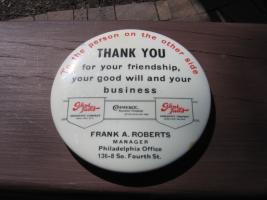 To the person on the other side
THANK YOU
for your friendship,
your good will and your
business
FRANK A. ROBERTS
MANAGER
Philadelphia Office
136-8 So. Fourth St.